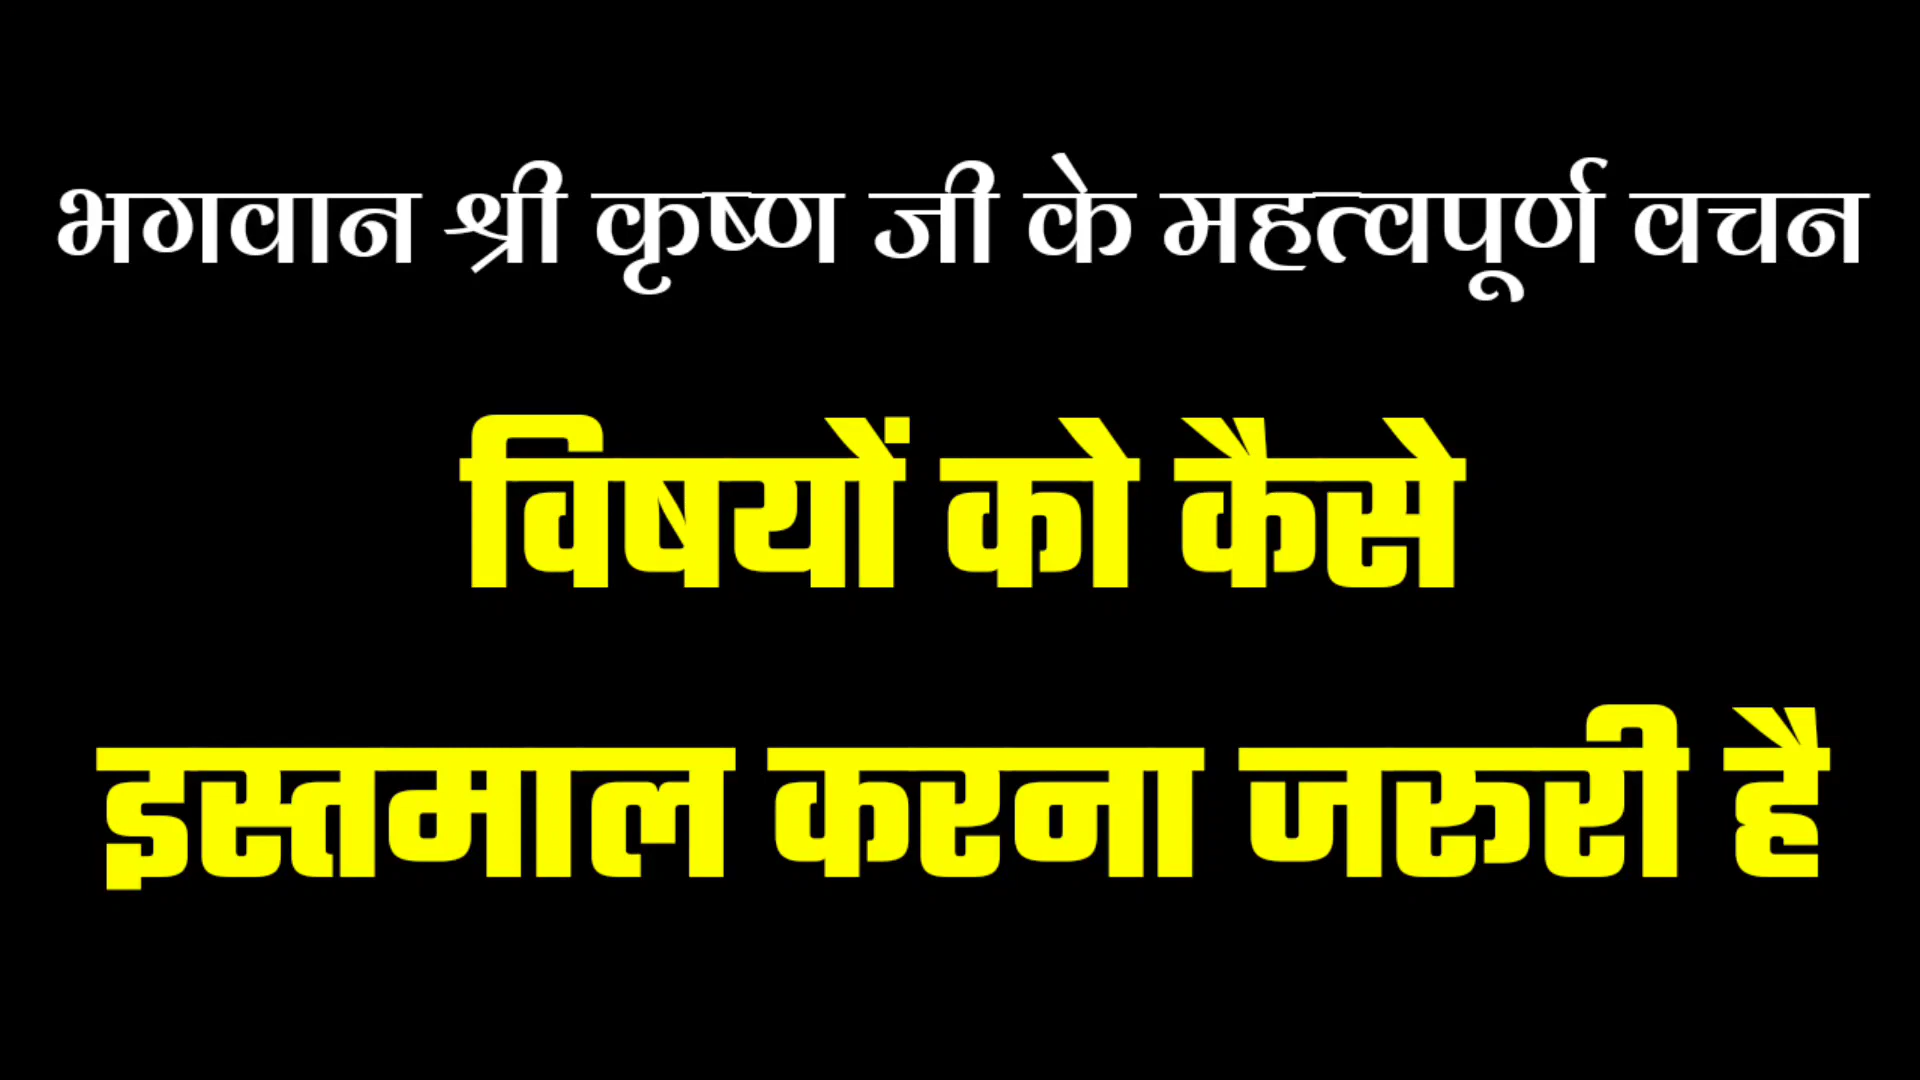 भगवान श्री कृष्ण जी के महत्वपूर्ण वचन
विषयों को कैसे
इस्तमाल करना जरूरी है